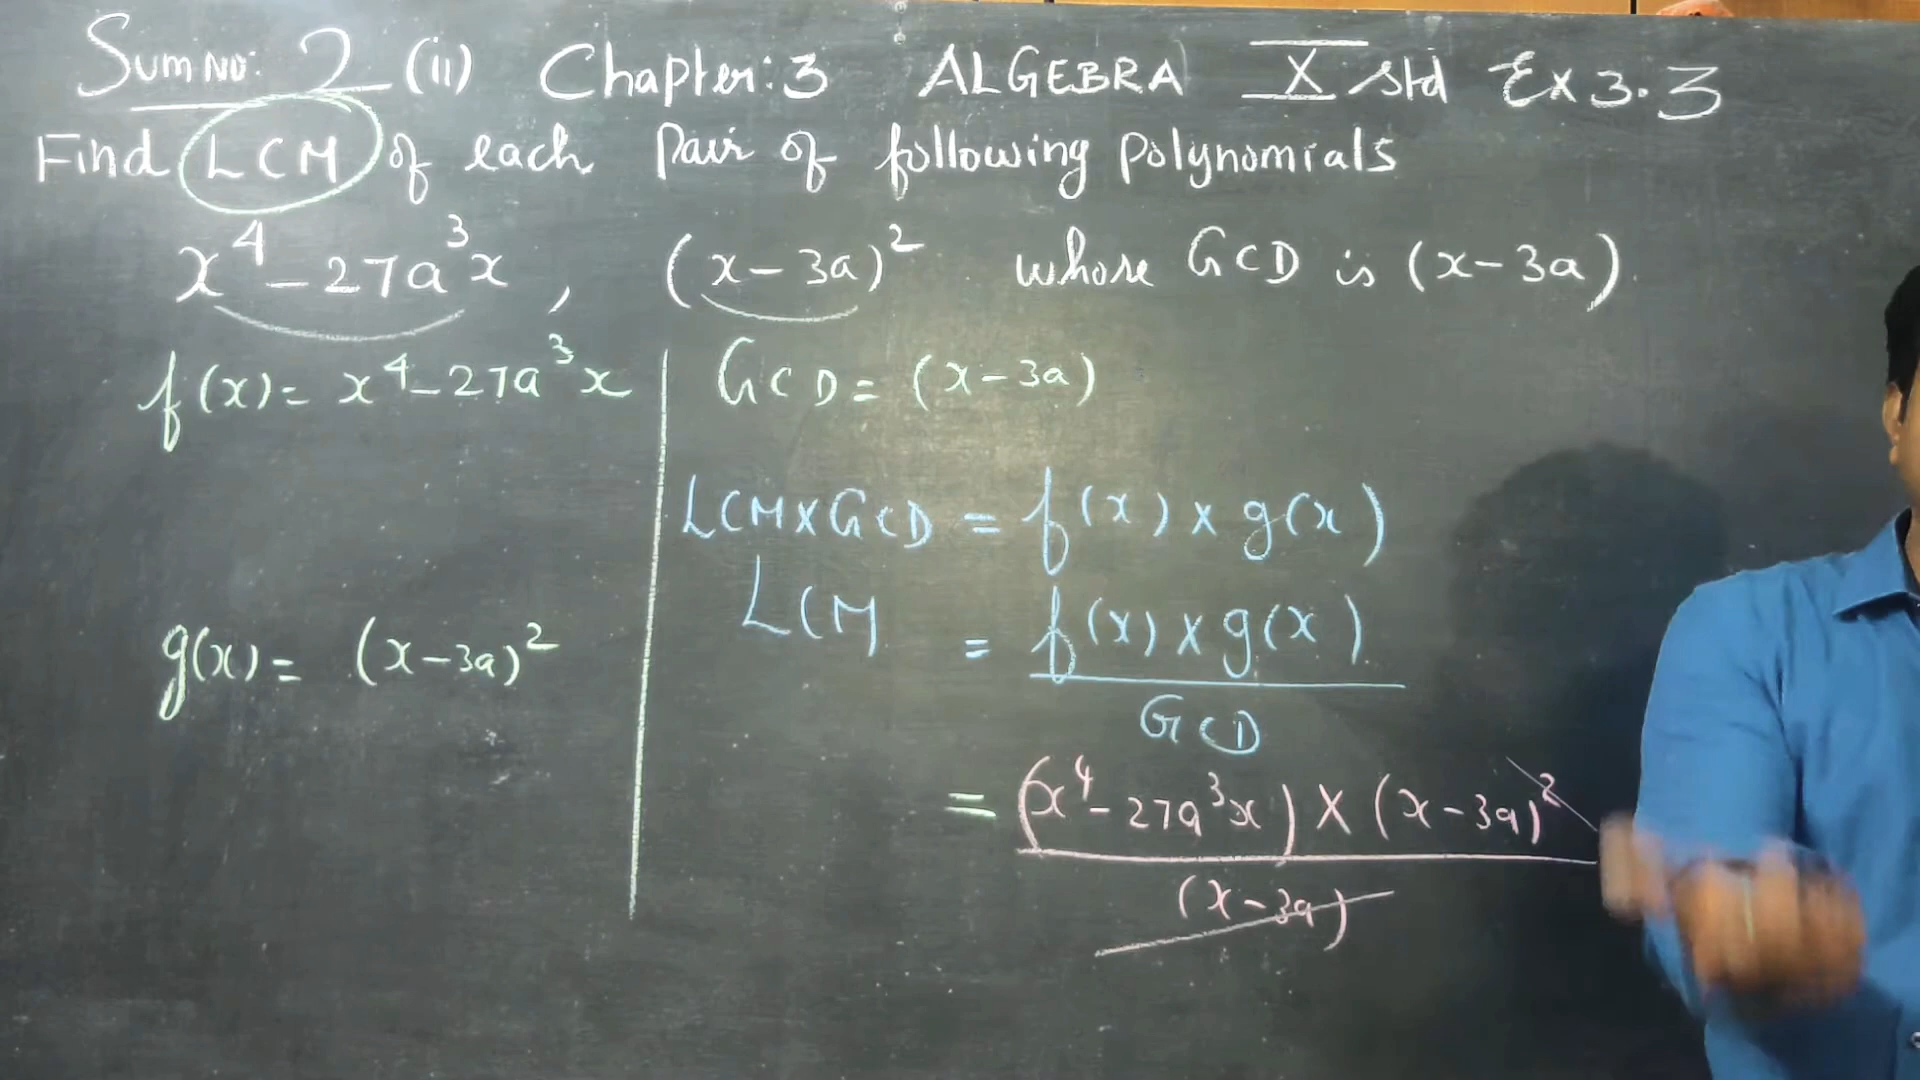 Sum No: 2 (ii) Chapter: 3 ALGEBRA X std Ex 3.3
Find LCM of each Pair of following polynomials
x⁴ - 27a³x , (x - 3a)² whose GCD is (x - 3a).
f(x) = x⁴ - 27a³x
g(x) = (x - 3a)²
GCD = (x - 3a)
LCM x GCD = f(x) x g(x)
LCM = f(x) x g(x)
GCD
= (x⁴ - 27a³x) x (x - 3a)²
(x - 3a)